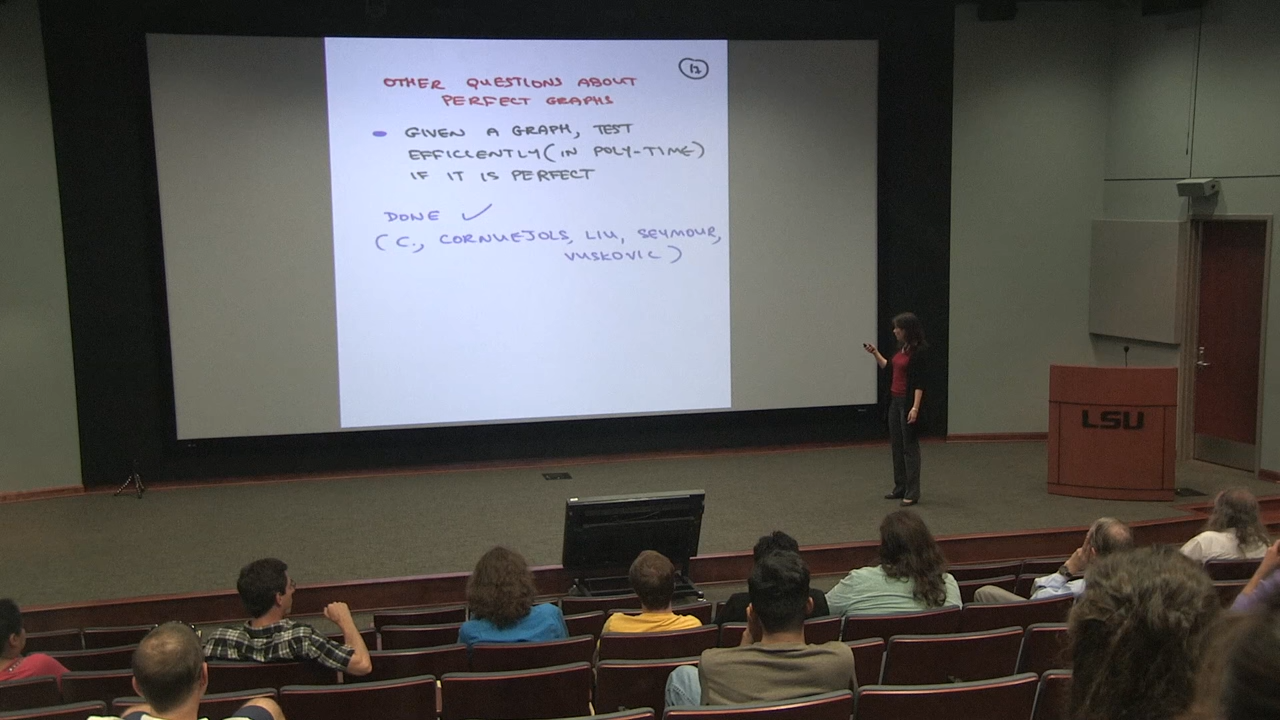 12
OTHER QUESTIONS ABOUT
PERFECT GRAPHS
GIVEN A GRAPH, TEST
EFFICIENTLY (IN POLY-TIME)
IF IT IS PERFECT
DONE ✓
(C., CORNUEJOLS, LIU, SEYMOUR,
VUSKOVIC)
LSU